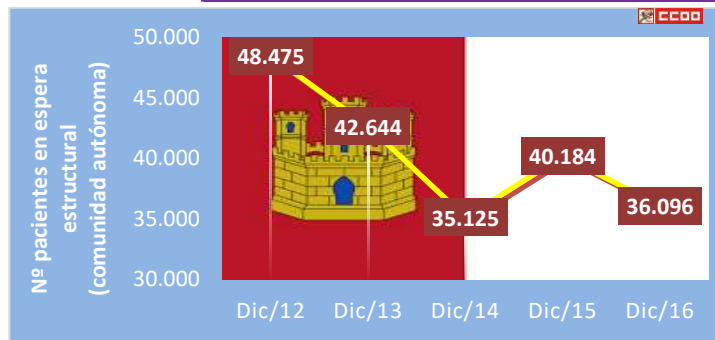 CCOO
Nº pacientes en espera
estructural
(comunidad autónoma)
50.000
45.000
40.000
35.000
30.000
48.475
42.644
35.125
40.184
36.096
Dic/12 Dic/13 Dic/14 Dic/15 Dic/16